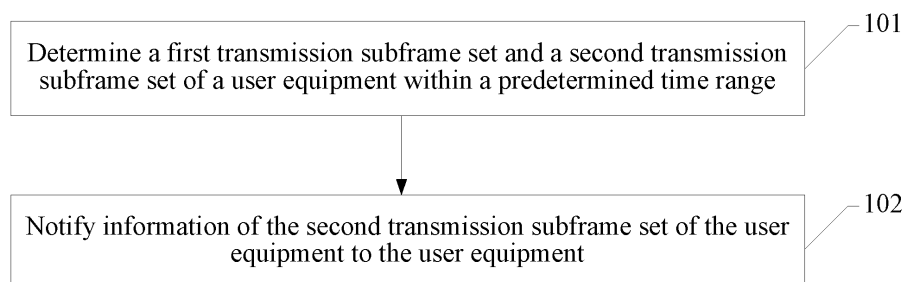 101
Determine a first transmission subframe set and a second transmission
subframe set of a user equipment within a predetermined time range
102
Notify information of the second transmission subframe set of the user
equipment to the user equipment